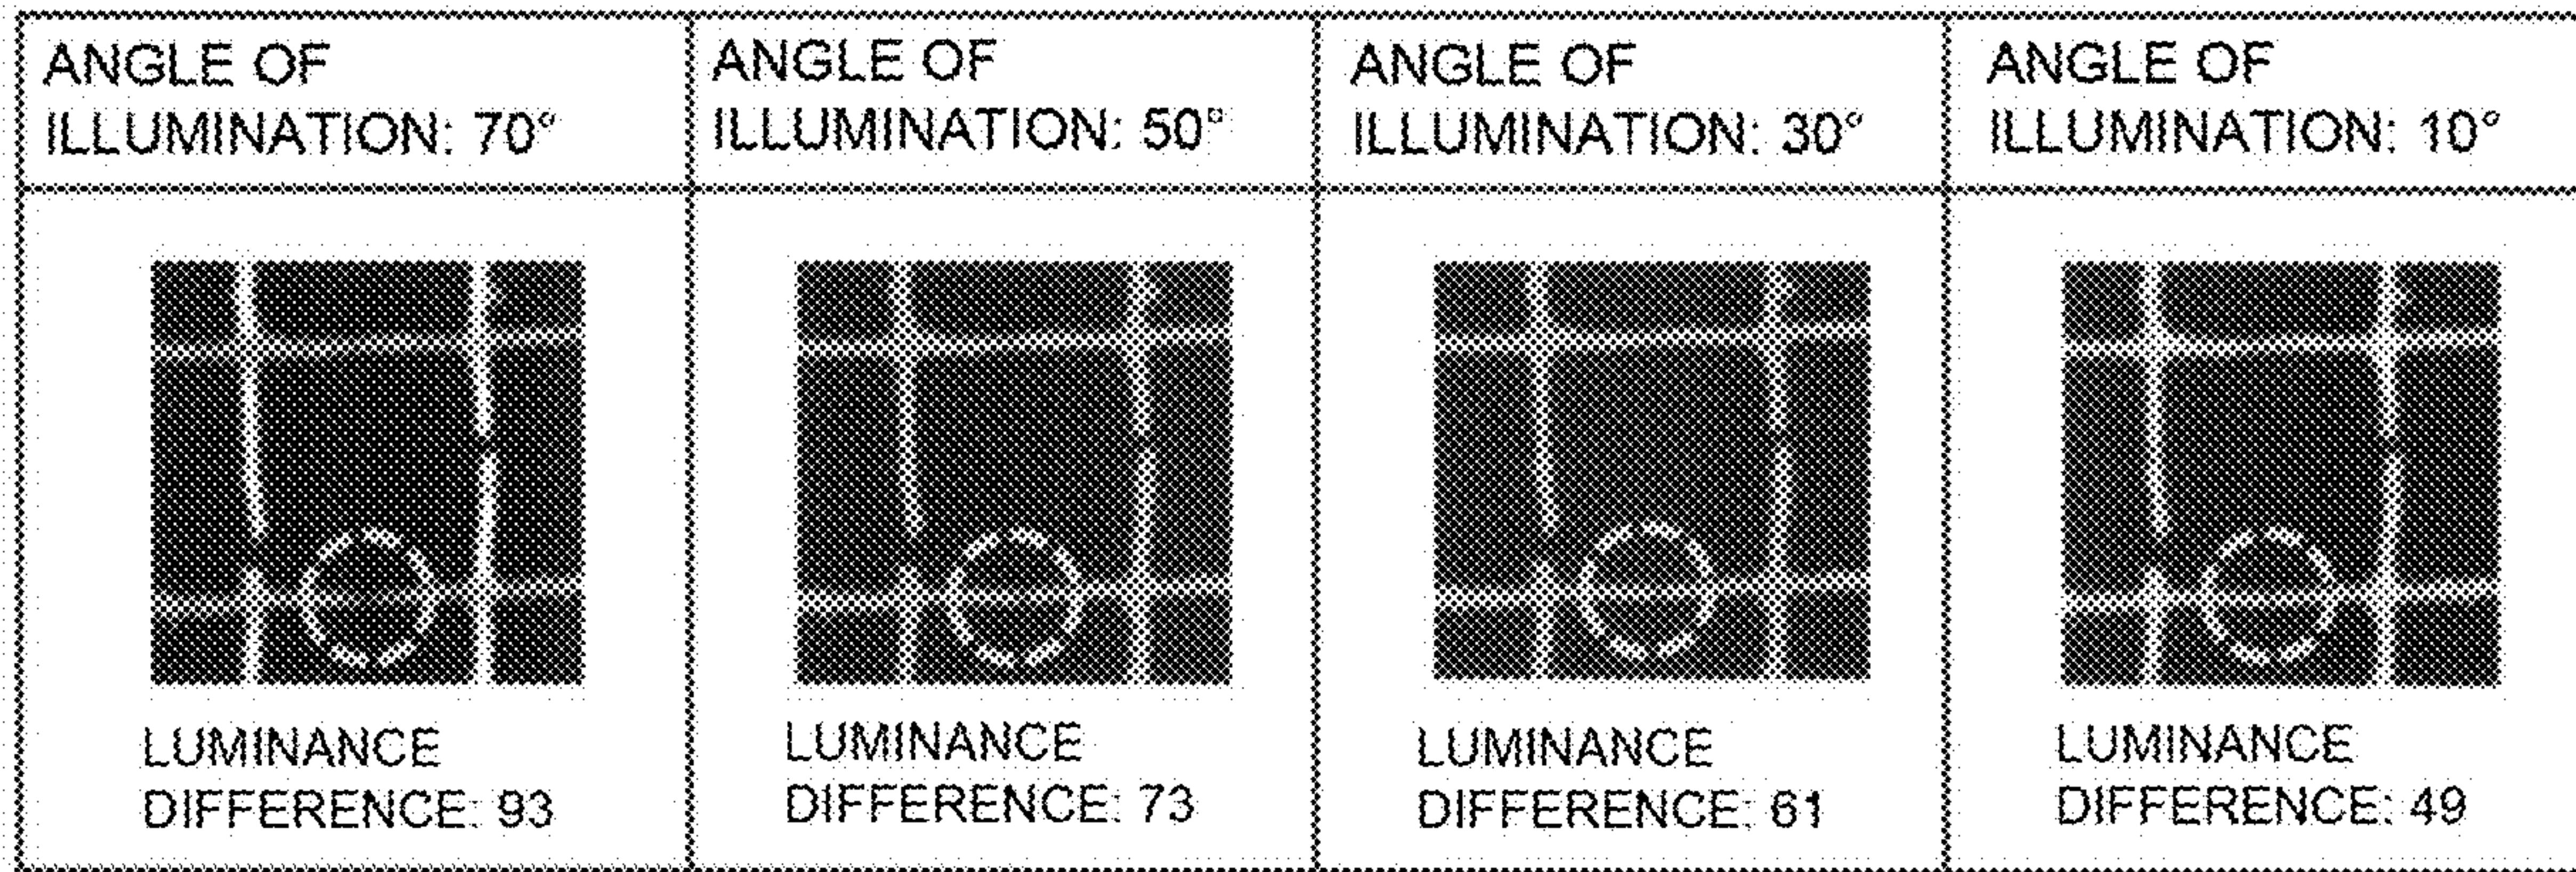 ANGLE OF
ILLUMINATION: 70°
ANGLE OF
ILLUMINATION: 50°
ANGLE OF
ILLUMINATION: 30°
ANGLE OF
ILLUMINATION: 10°
LUMINANCE
DIFFERENCE: 93
LUMINANCE
DIFFERENCE: 73
LUMINANCE
DIFFERENCE: 61
LUMINANCE
DIFFERENCE: 49